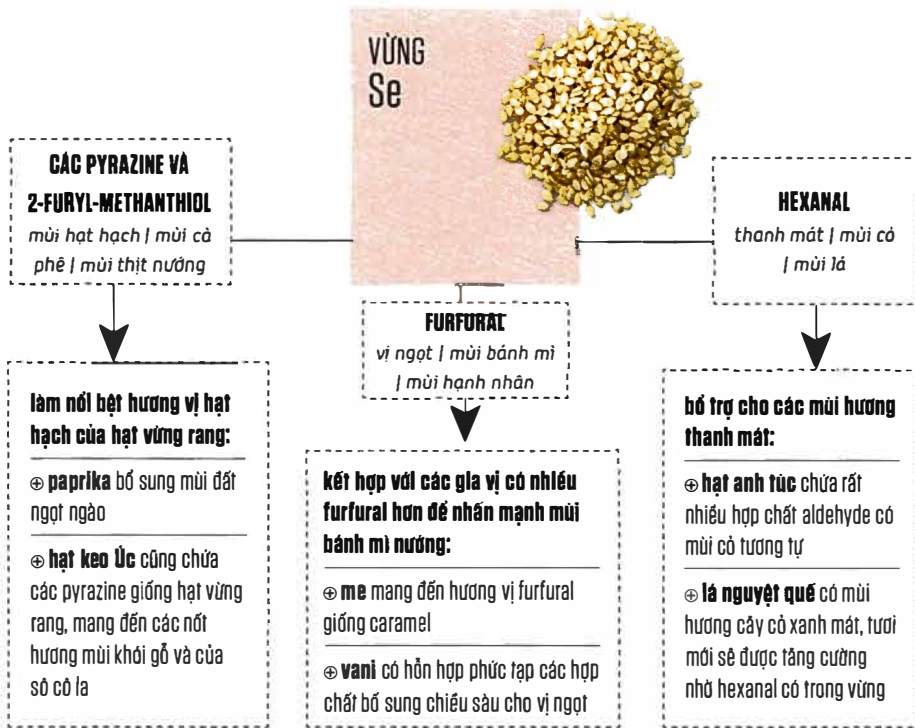 VỪNG
Se
CÁC PYRAZINE VÀ
2-FURYL-METHANTHIOL
mùi hạt hạch | mùi cà
phê | mùi thịt nướng
HEXANAL
thanh mát | mùi cỏ
| mùi lá
FURFURAL
vị ngọt | mùi bánh mì
| mùi hạnh nhân
làm nổi bệt hương vị hạt
hạch của hạt vừng rang:
⊕ paprika bổ sung mùi đất
ngọt ngào
⊕ hạt keo Úc cũng chứa
các pyrazine giống hạt vừng
rang, mang đến các nốt
hương mùi khói gỗ và của
sô cô la
kết hợp với các gia vị có nhiều
furfural hơn để nhấn mạnh mùi
bánh mì nướng:
⊕ me mang đến hương vị furfural
giống caramel
⊕ vani có hỗn hợp phức tạp các hợp
chất bổ sung chiều sâu cho vị ngọt
bổ trợ cho các mùi hương
thanh mát:
⊕ hạt anh túc chứa rất
nhiều hợp chất aldehyde có
mùi cỏ tương tự
⊕ lá nguyệt quế có mùi
hương cây cỏ xanh mát, tươi
mới sẽ được tăng cường
nhờ hexanal có trong vừng